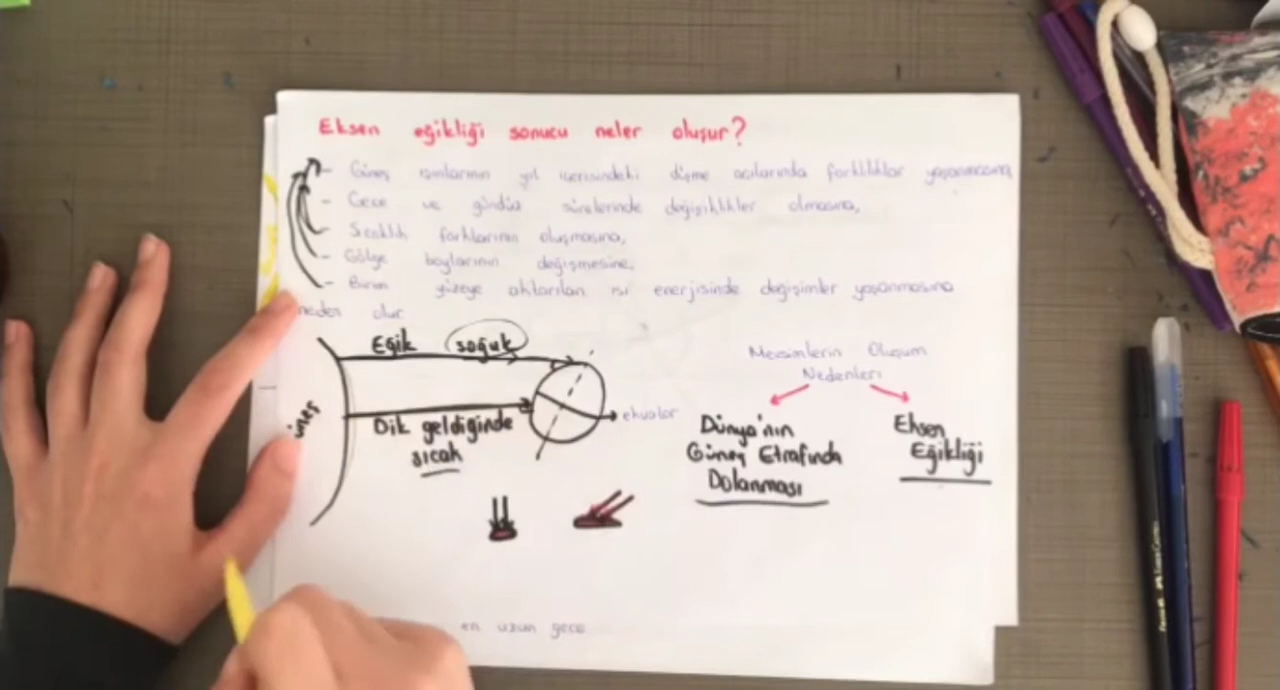 Eksen eğikliği sonucu neler oluşur?
- Güneş ışınlarının yıl içerisindeki düşme açılarında farklılıklar yaşanmasına,
- Gece ve gündüz sürelerinde değişiklikler olmasına,
- Sıcaklık farklarının oluşmasına,
- Gölge boylarının değişmesine,
- Birim yüzeye aktarılan ısı enerjisinde değişimler yaşanmasına
neden olur
Eğik soğuk
Dik geldiğinde
sıcak
ekvator
Mevsimlerin Oluşum
Nedenleri
Dünya'nın
Güneş Etrafında
Dolanması
Eksen
Eğikliği
en uzun gece